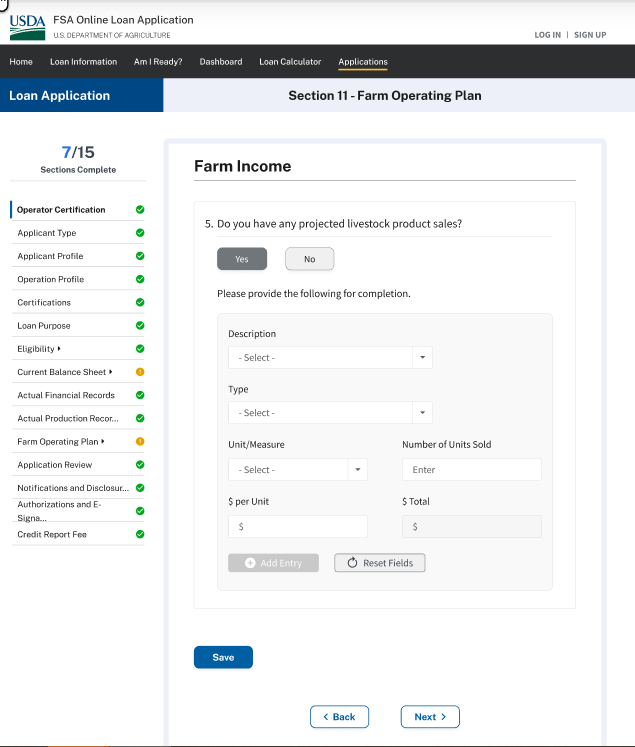 USDA FSA Online Loan Application
U.S. DEPARTMENT OF AGRICULTURE
LOG IN | SIGN UP
Home Loan Information Am I Ready? Dashboard Loan Calculator Applications
Loan Application
Section 11 - Farm Operating Plan
7/15
Sections Complete
Operator Certification
Applicant Type
Applicant Profile
Operation Profile
Certifications
Loan Purpose
Eligibility
Current Balance Sheet
Actual Financial Records
Actual Production Recor...
Farm Operating Plan
Application Review
Notifications and Disclosur...
Authorizations and E-
Signa...
Credit Report Fee
Farm Income
5. Do you have any projected livestock product sales?
Yes No
Please provide the following for completion.
Description
- Select -
Type
- Select -
Unit/Measure Number of Units Sold
- Select - Enter
$ per Unit $ Total
$ $
Add Entry Reset Fields
Save
< Back Next >